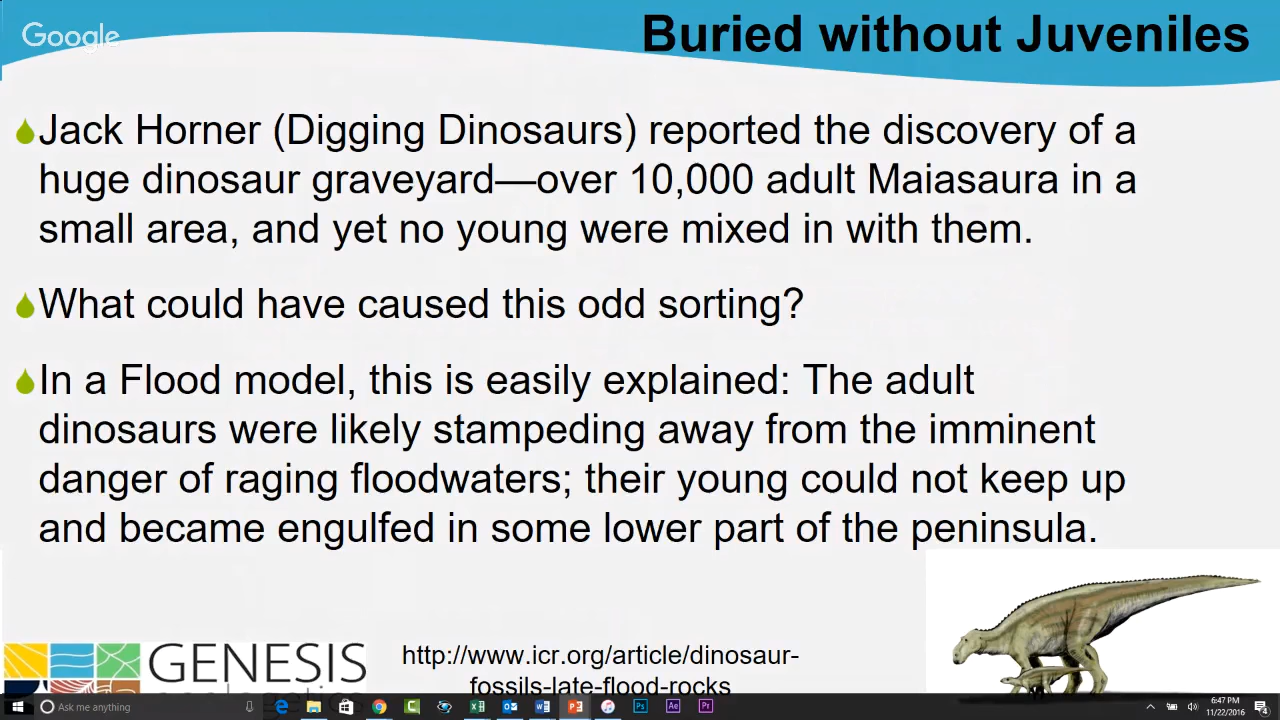 Google
Buried without Juveniles
Jack Horner (Digging Dinosaurs) reported the discovery of a
huge dinosaur graveyard—over 10,000 adult Maiasaura in a
small area, and yet no young were mixed in with them.
What could have caused this odd sorting?
In a Flood model, this is easily explained: The adult
dinosaurs were likely stampeding away from the imminent
danger of raging floodwaters; their young could not keep up
and became engulfed in some lower part of the peninsula.
GENESIS
http://www.icr.org/article/dinosaur-
fossils-late-flood-rocks
Ask me anything
6:47 PM
11/22/2016